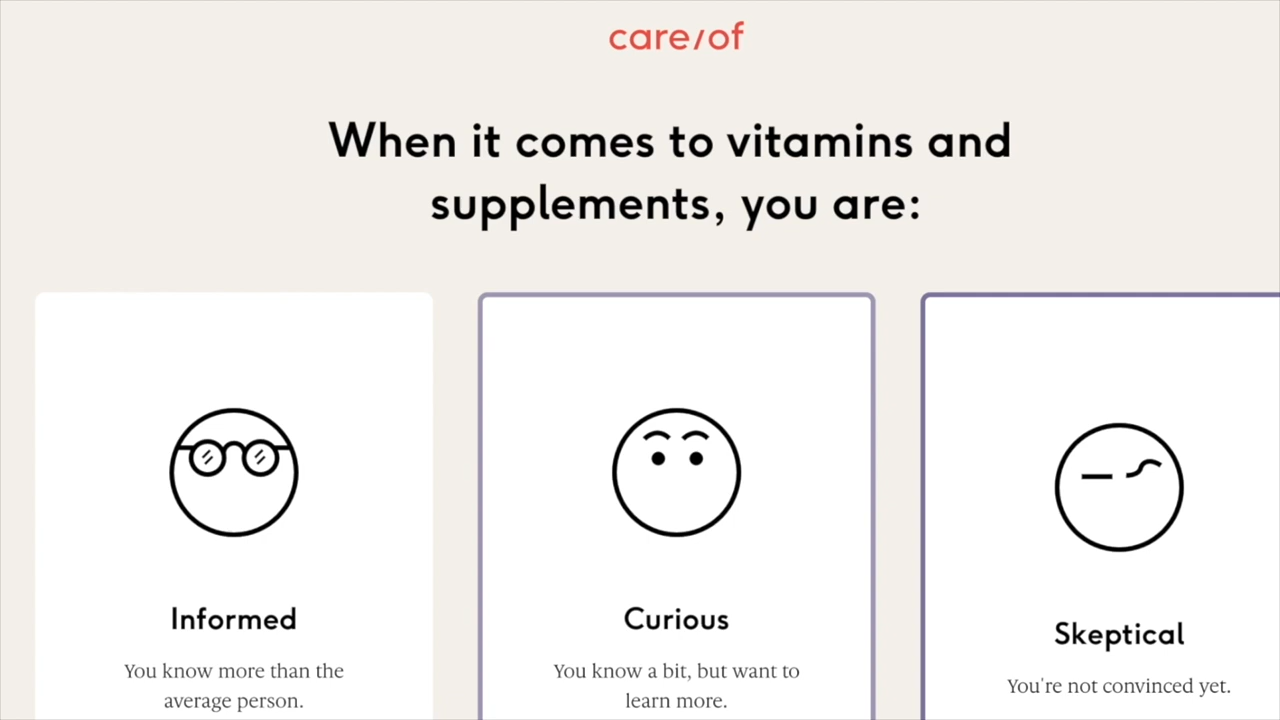 care/of
When it comes to vitamins and
supplements, you are:
Informed
You know more than the
average person.
Curious
You know a bit, but want to
learn more.
Skeptical
You're not convinced yet.